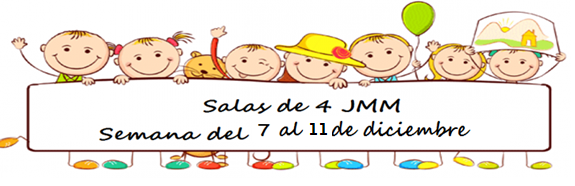 Salas de 4 JMM
Semana del 7 al 11 de diciembre